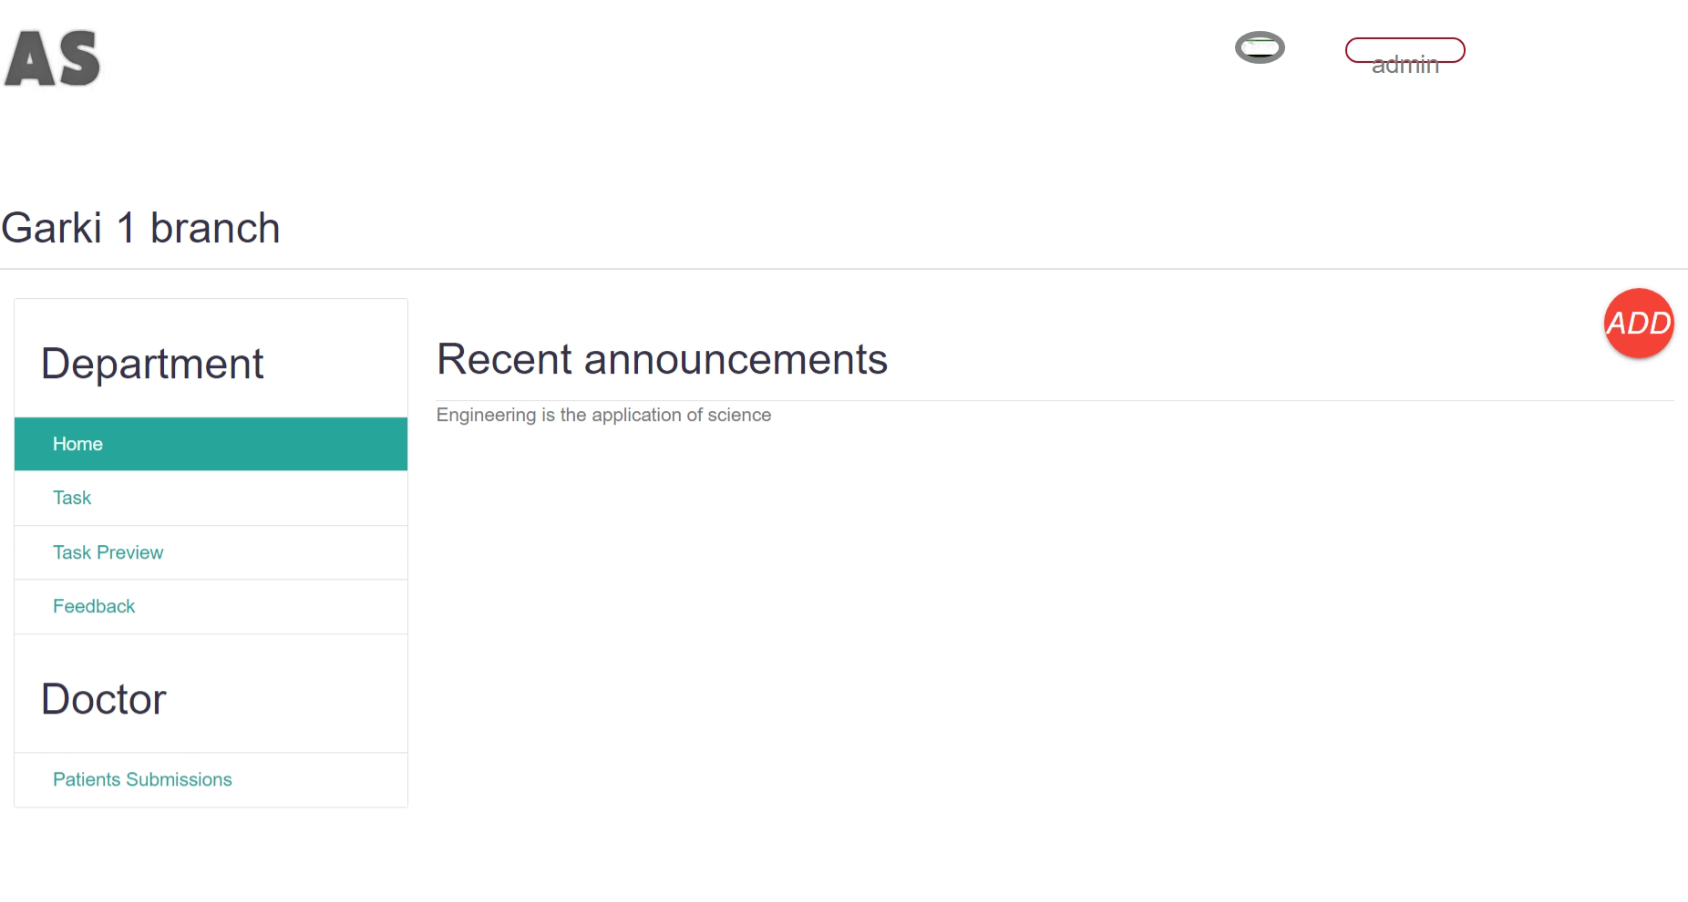 AS
admin
Garki 1 branch
ADD
Department
Recent announcements
Engineering is the application of science
Home
Task
Task Preview
Feedback
Doctor
Patients Submissions